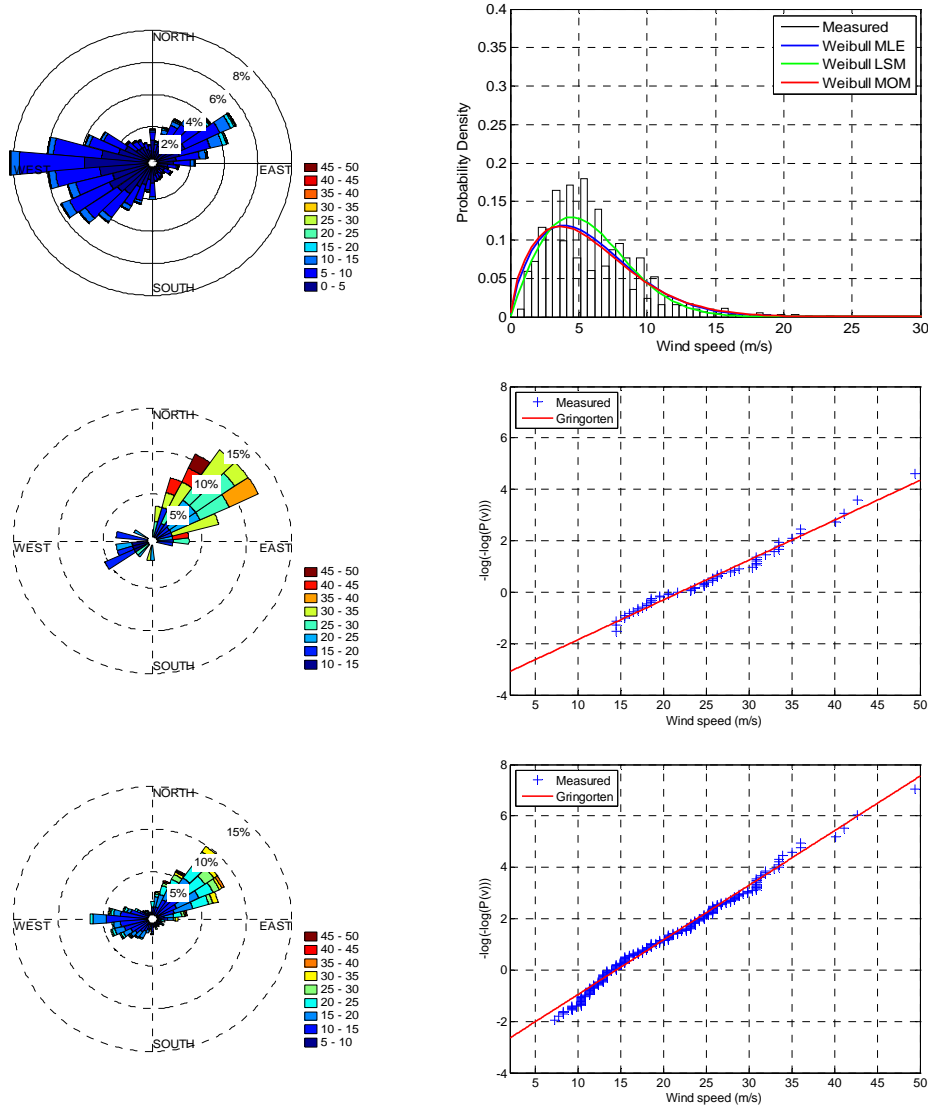 NORTH
8%
6%
4%
2%
EAST
SOUTH
45 - 50
40 - 45
35 - 40
30 - 35
25 - 30
20 - 25
15 - 20
10 - 15
5 - 10
0 - 5
Probability Density
0.4
0.35
0.3
0.25
0.2
0.15
0.1
0.05
0
0 5 10 15 20 25 30
Wind speed (m/s)
Measured
Weibull MLE
Weibull LSM
Weibull MOM
NORTH
15%
10%
5%
WEST
EAST
SOUTH
45 - 50
40 - 45
35 - 40
30 - 35
25 - 30
20 - 25
15 - 20
10 - 15
-log(-log(P(v)))
8
6
4
2
0
-2
-4
5 10 15 20 25 30 35 40 45 50
Wind speed (m/s)
Measured
Gringorten
NORTH
15%
10%
5%
WEST
EAST
SOUTH
45 - 50
40 - 45
35 - 40
30 - 35
25 - 30
20 - 25
15 - 20
10 - 15
5 - 10
-log(-log(P(v)))
8
6
4
2
0
-2
-4
5 10 15 20 25 30 35 40 45 50
Wind speed (m/s)
Measured
Gringorten